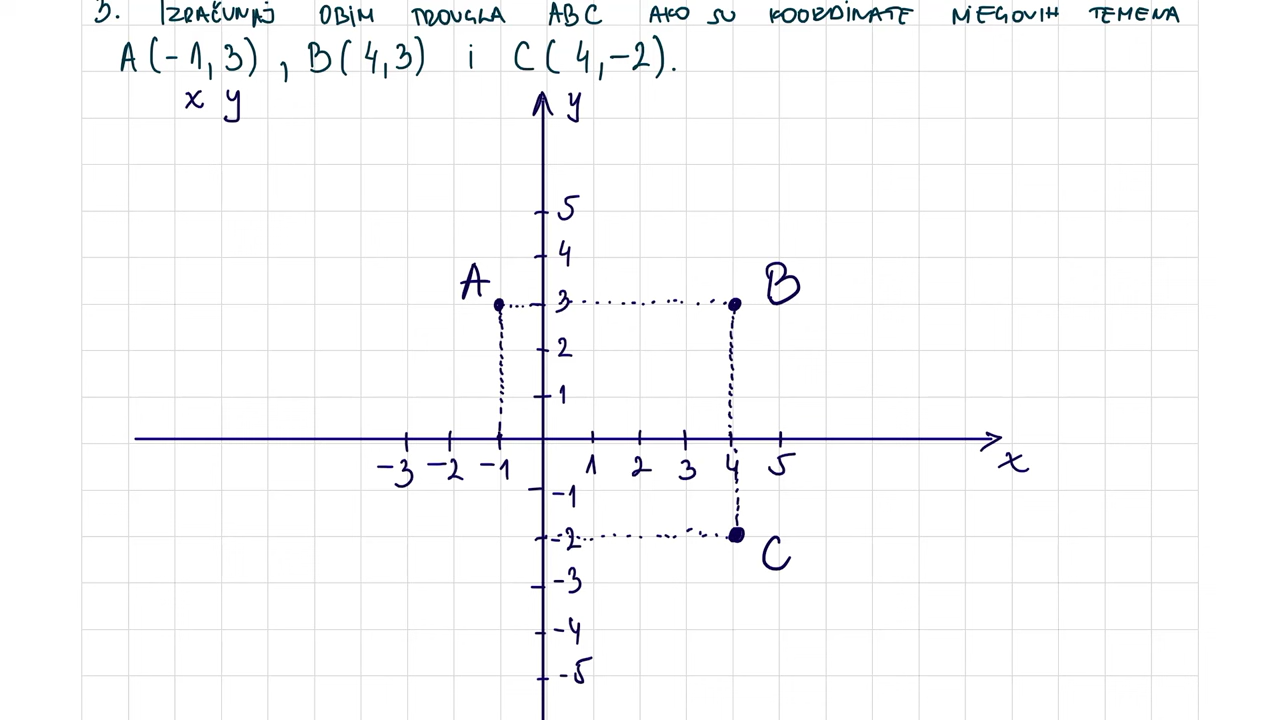 3. IZRAČUNAJ OBIM TROUGLA ABC AKO SU KOORDINATE NJEGOVIH TEMENA
A(-1,3), B(4,3) i C(4,-2).
x y
y
5
4
A
B
3
2
1
-3 -2 -1 1 2 3 4 5
x
-1
-2
C
-3
-4
-5